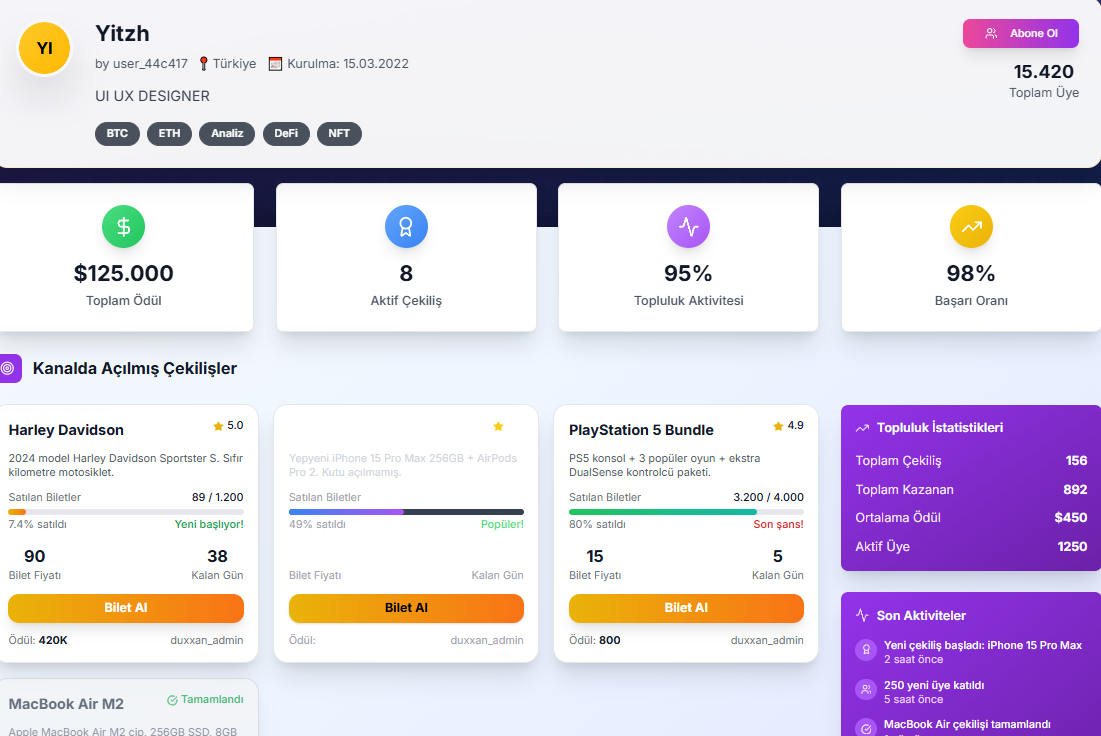 YI
Yitzh
by user_44c417 Türkiye Kurulma: 15.03.2022
UI UX DESIGNER
BTC ETH Analiz DeFi NFT
Abone Ol
15.420
Toplam Üye
$125.000
Toplam Ödül
8
Aktif Çekiliş
95%
Topluluk Aktivitesi
98%
Başarı Oranı
Kanalda Açılmış Çekilişler
Harley Davidson 5.0
2024 model Harley Davidson Sportster S. Sıfır
kilometre motosiklet.
Satılan Biletler 89 / 1.200
7.4% satıldı Yeni başlıyor!
90 38
Bilet Fiyatı Kalan Gün
Bilet Al
Ödül: 420K duxxan_admin
Yepyeni iPhone 15 Pro Max 256GB + AirPods
Pro 2. Kutu açılmamış.
Satılan Biletler
49% satıldı Popüler!
Bilet Fiyatı Kalan Gün
Bilet Al
Ödül: duxxan_admin
PlayStation 5 Bundle 4.9
PS5 konsol + 3 popüler oyun + ekstra
DualSense kontrolcü paketi.
Satılan Biletler 3.200 / 4.000
80% satıldı Son şans!
15 5
Bilet Fiyatı Kalan Gün
Bilet Al
Ödül: 800 duxxan_admin
MacBook Air M2 Tamamlandı
Apple MacBook Air M2 çip, 256GB SSD, 8GB
Topluluk İstatistikleri
Toplam Çekiliş 156
Toplam Kazanan 892
Ortalama Ödül $450
Aktif Üye 1250
Son Aktiviteler
Yeni çekiliş başladı: iPhone 15 Pro Max
2 saat önce
250 yeni üye katıldı
5 saat önce
MacBook Air çekilişi tamamlandı